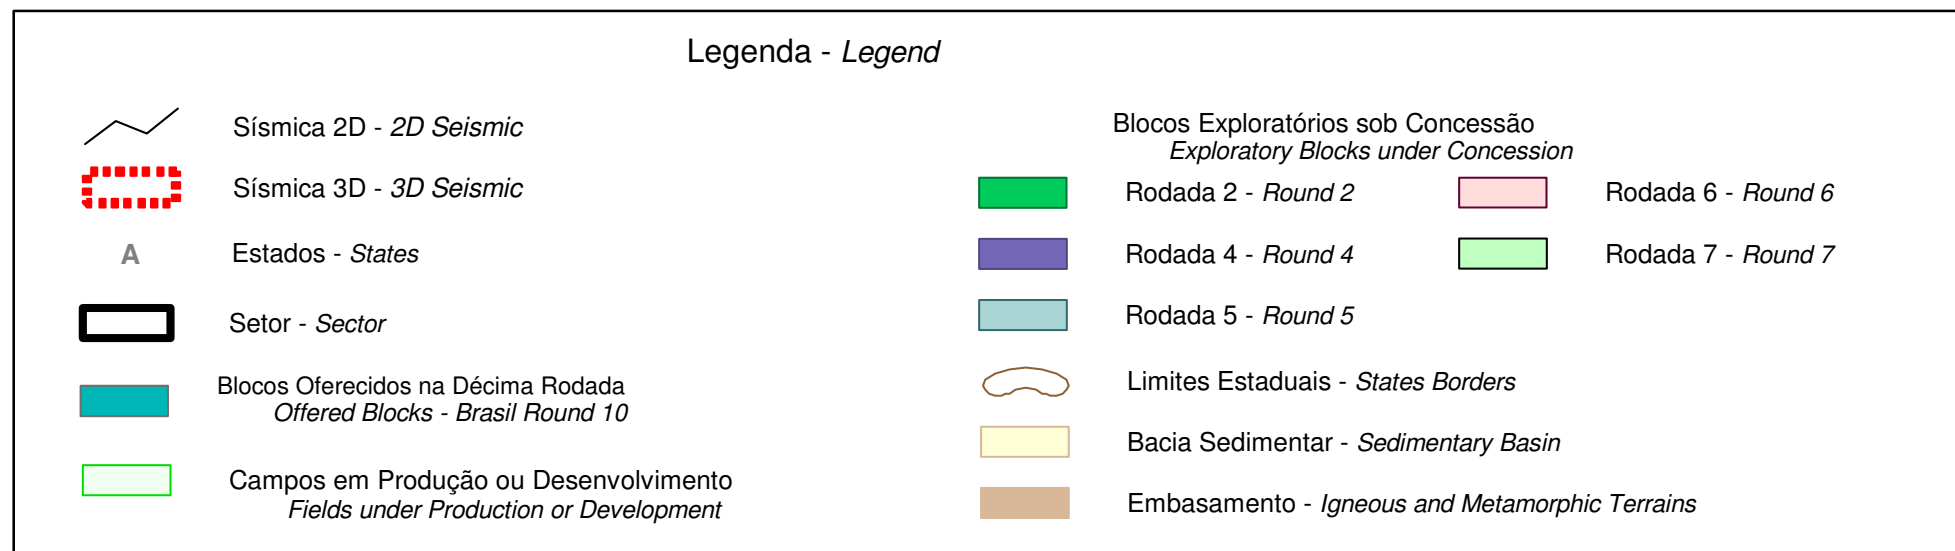 Legenda - Legend
Sísmica 2D - 2D Seismic
Sísmica 3D - 3D Seismic
A Estados - States
Setor - Sector
Blocos Oferecidos na Décima Rodada
Offered Blocks - Brasil Round 10
Campos em Produção ou Desenvolvimento
Fields under Production or Development
Blocos Exploratórios sob Concessão
Exploratory Blocks under Concession
Rodada 2 - Round 2
Rodada 4 - Round 4
Rodada 5 - Round 5
Rodada 6 - Round 6
Rodada 7 - Round 7
Limites Estaduais - States Borders
Bacia Sedimentar - Sedimentary Basin
Embasamento - Igneous and Metamorphic Terrains